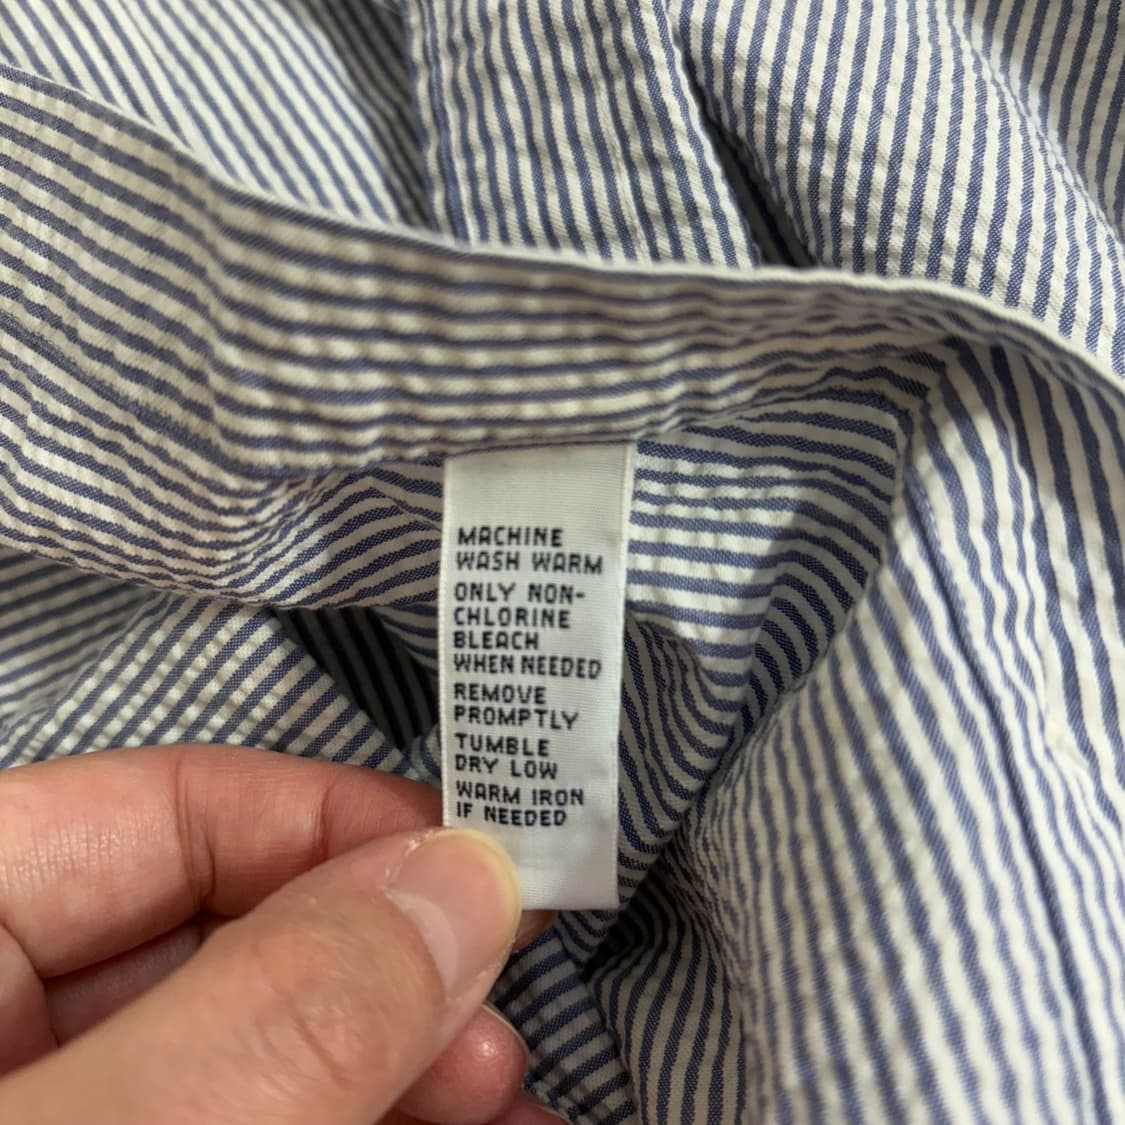 MACHINE
WASH WARM
ONLY NON-
CHLORINE
BLEACH
WHEN NEEDED
REMOVE
PROMPTLY
TUMBLE
DRY LOW
WARM IRON
IF NEEDED